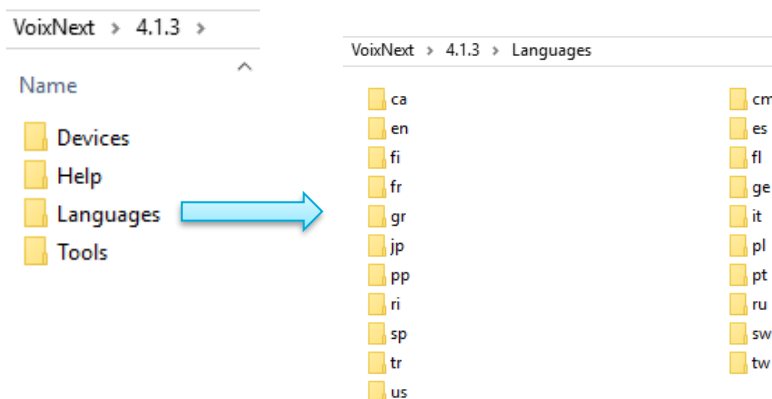 VoixNext > 4.1.3 >
Name
Devices
Help
Languages
Tools
VoixNext > 4.1.3 > Languages
ca
en
fi
fr
gr
jp
pp
ri
sp
tr
us
cm
es
fl
ge
it
pl
pt
ru
sw
tw